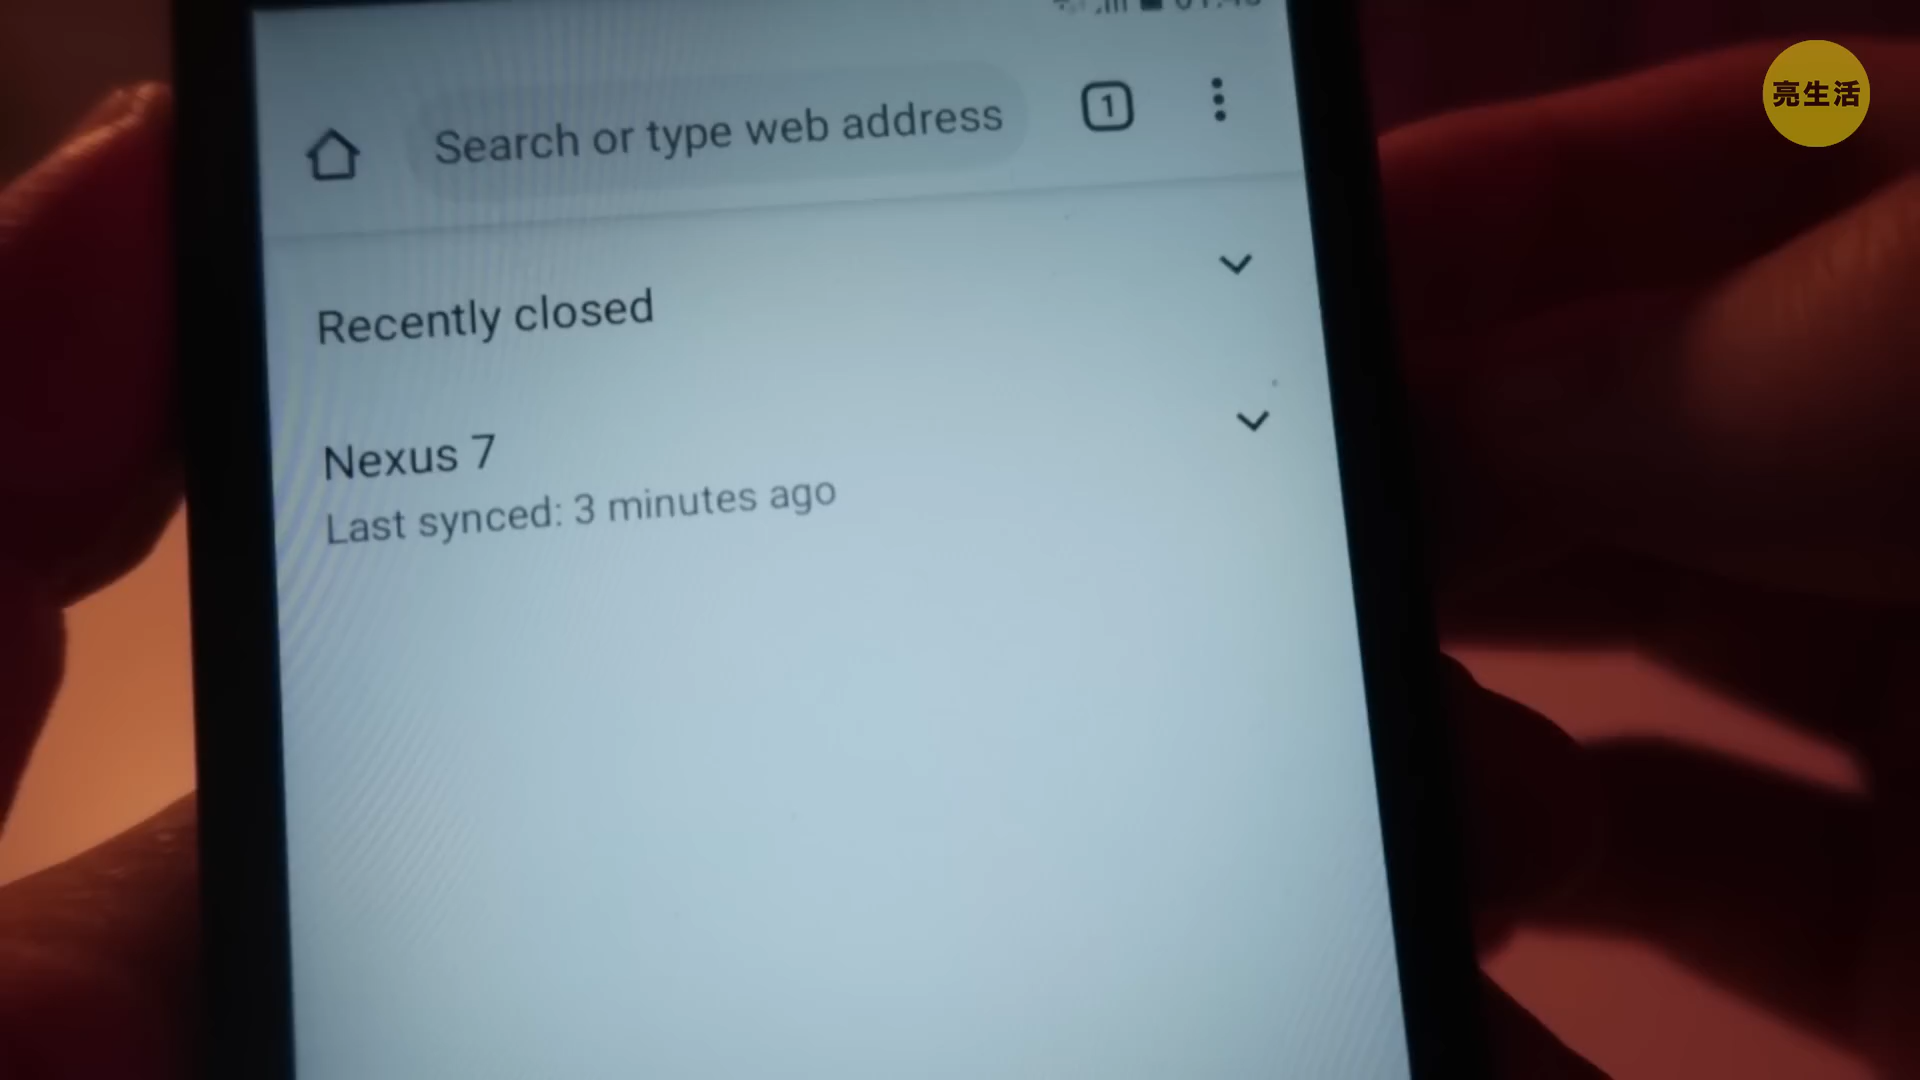 亮生活
Search or type web address
1
Recently closed
Nexus 7
Last synced: 3 minutes ago